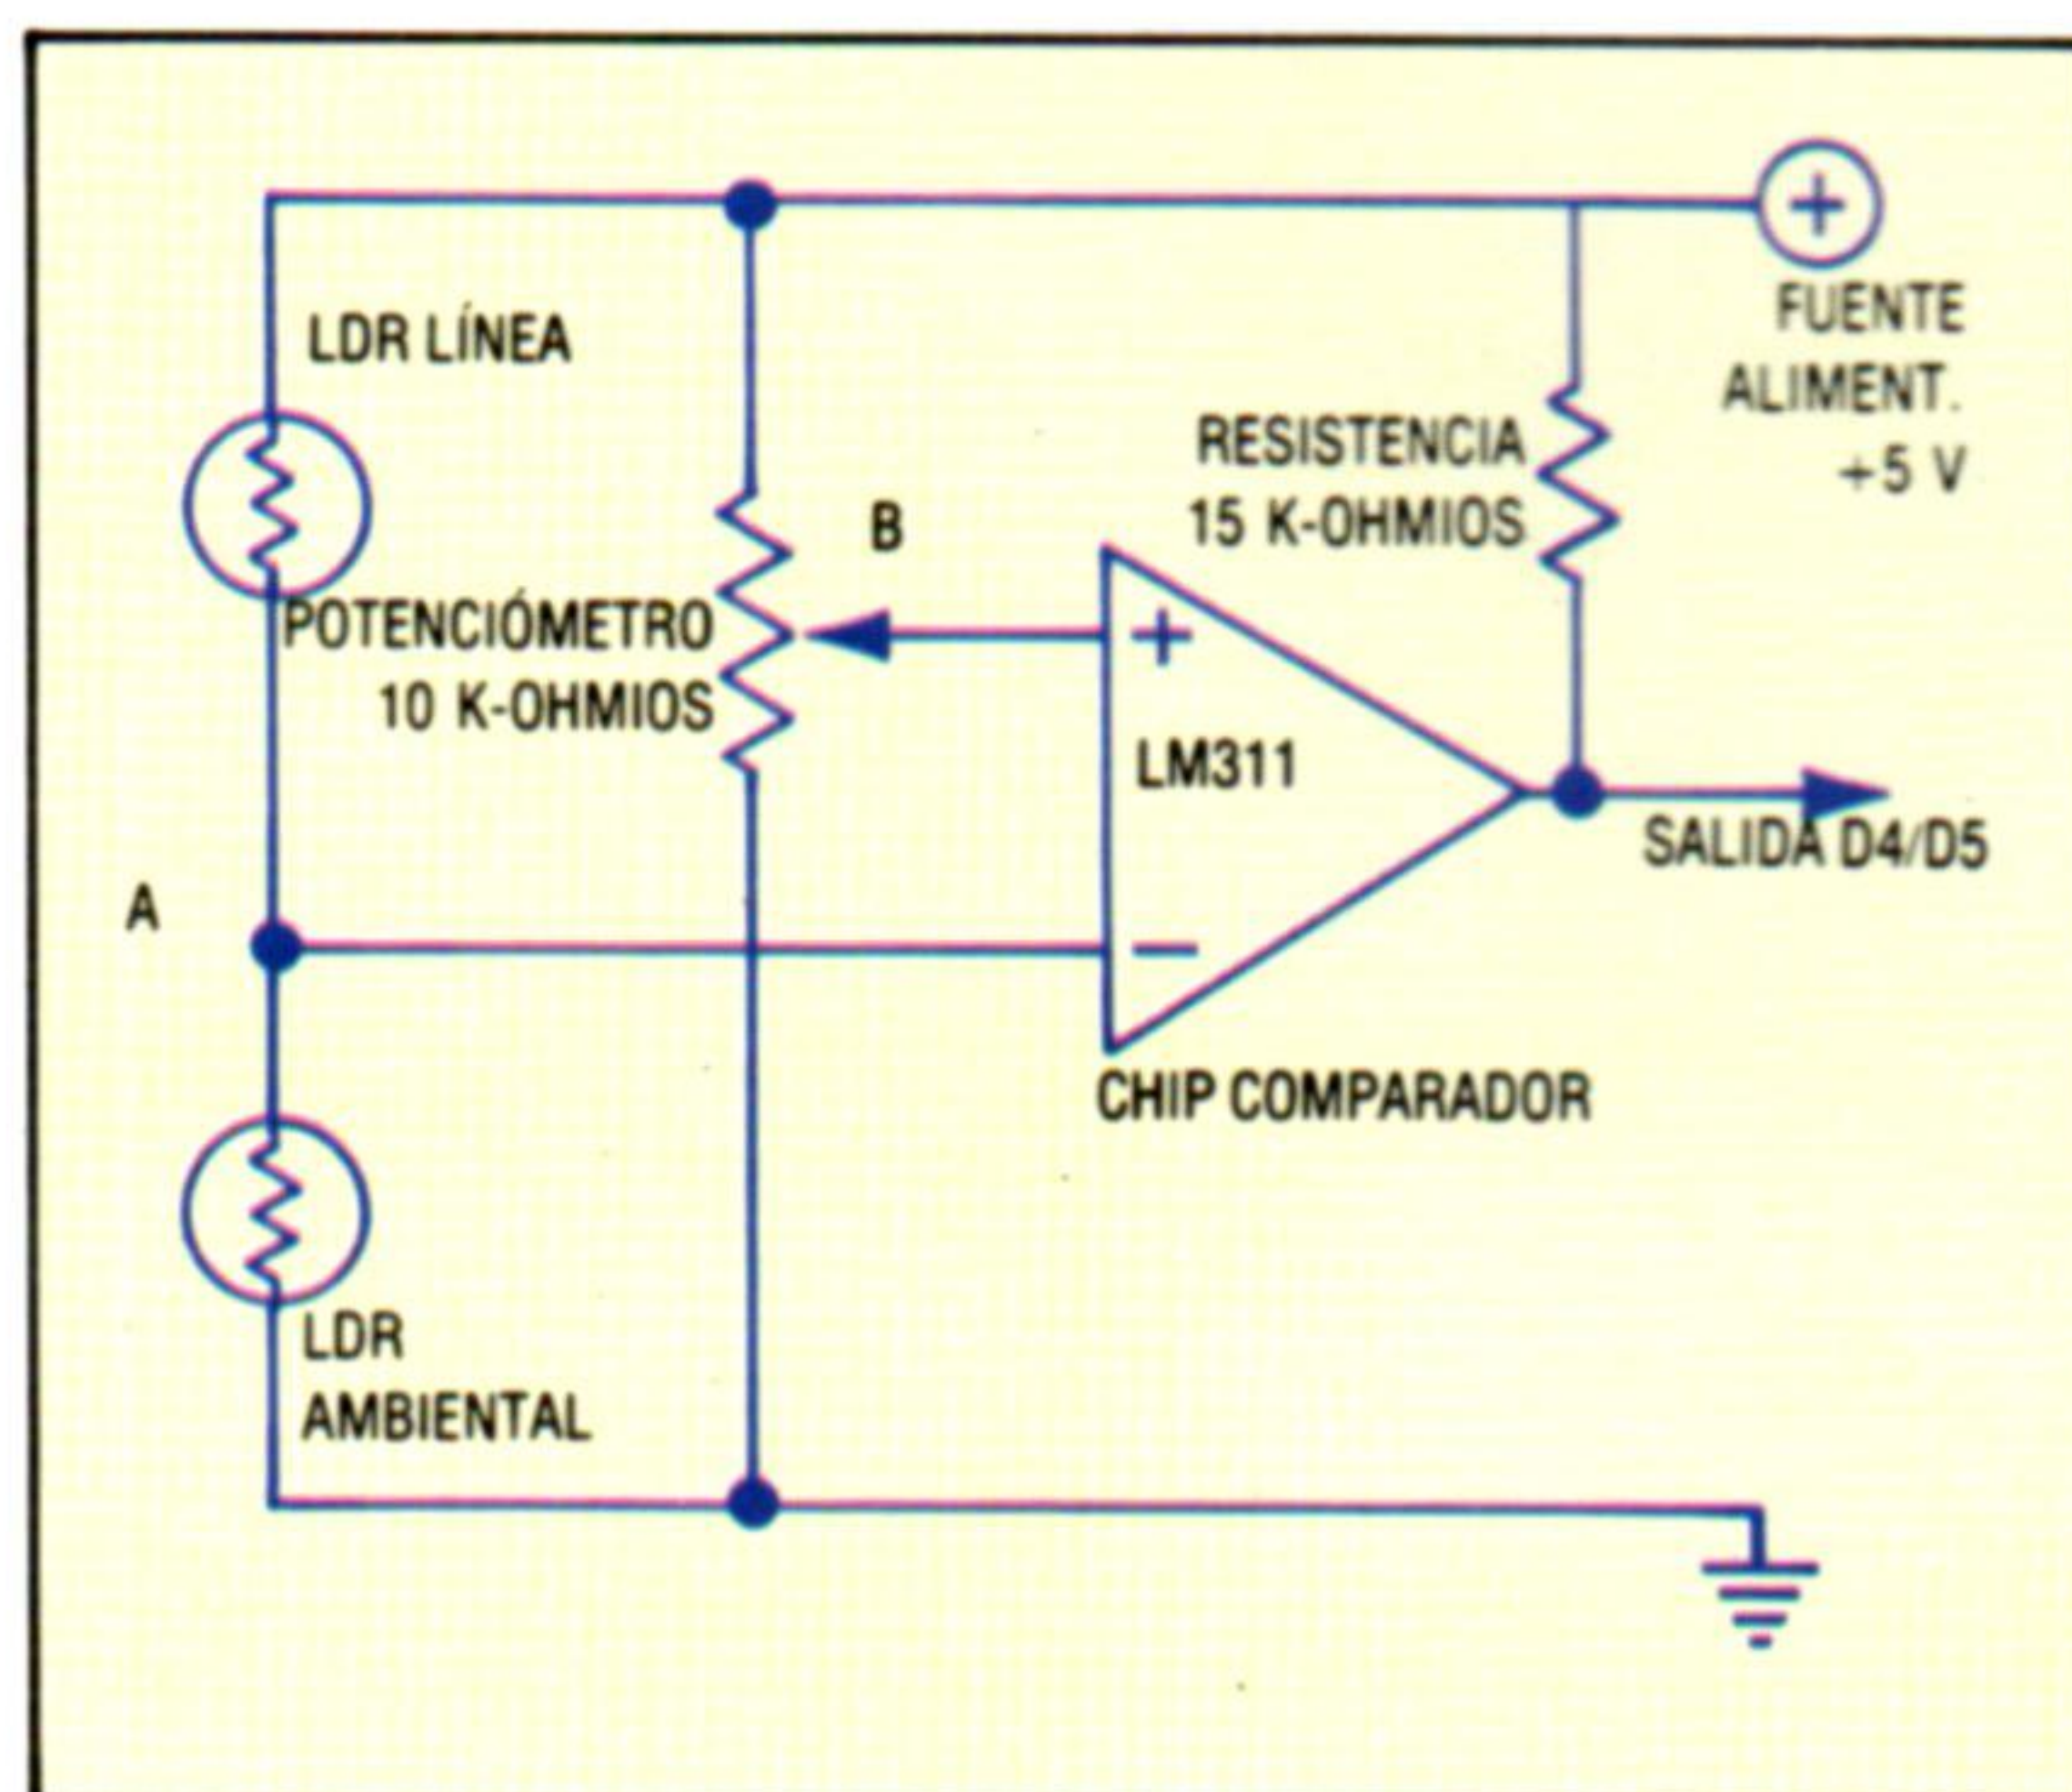 LDR LÍNEA
FUENTE
ALIMENT.
+5 V
RESISTENCIA
15 K-OHMIOS
B
POTENCIÓMETRO
10 K-OHMIOS
+
LM311
SALIDA D4/D5
A
−
CHIP COMPARADOR
LDR
AMBIENTAL